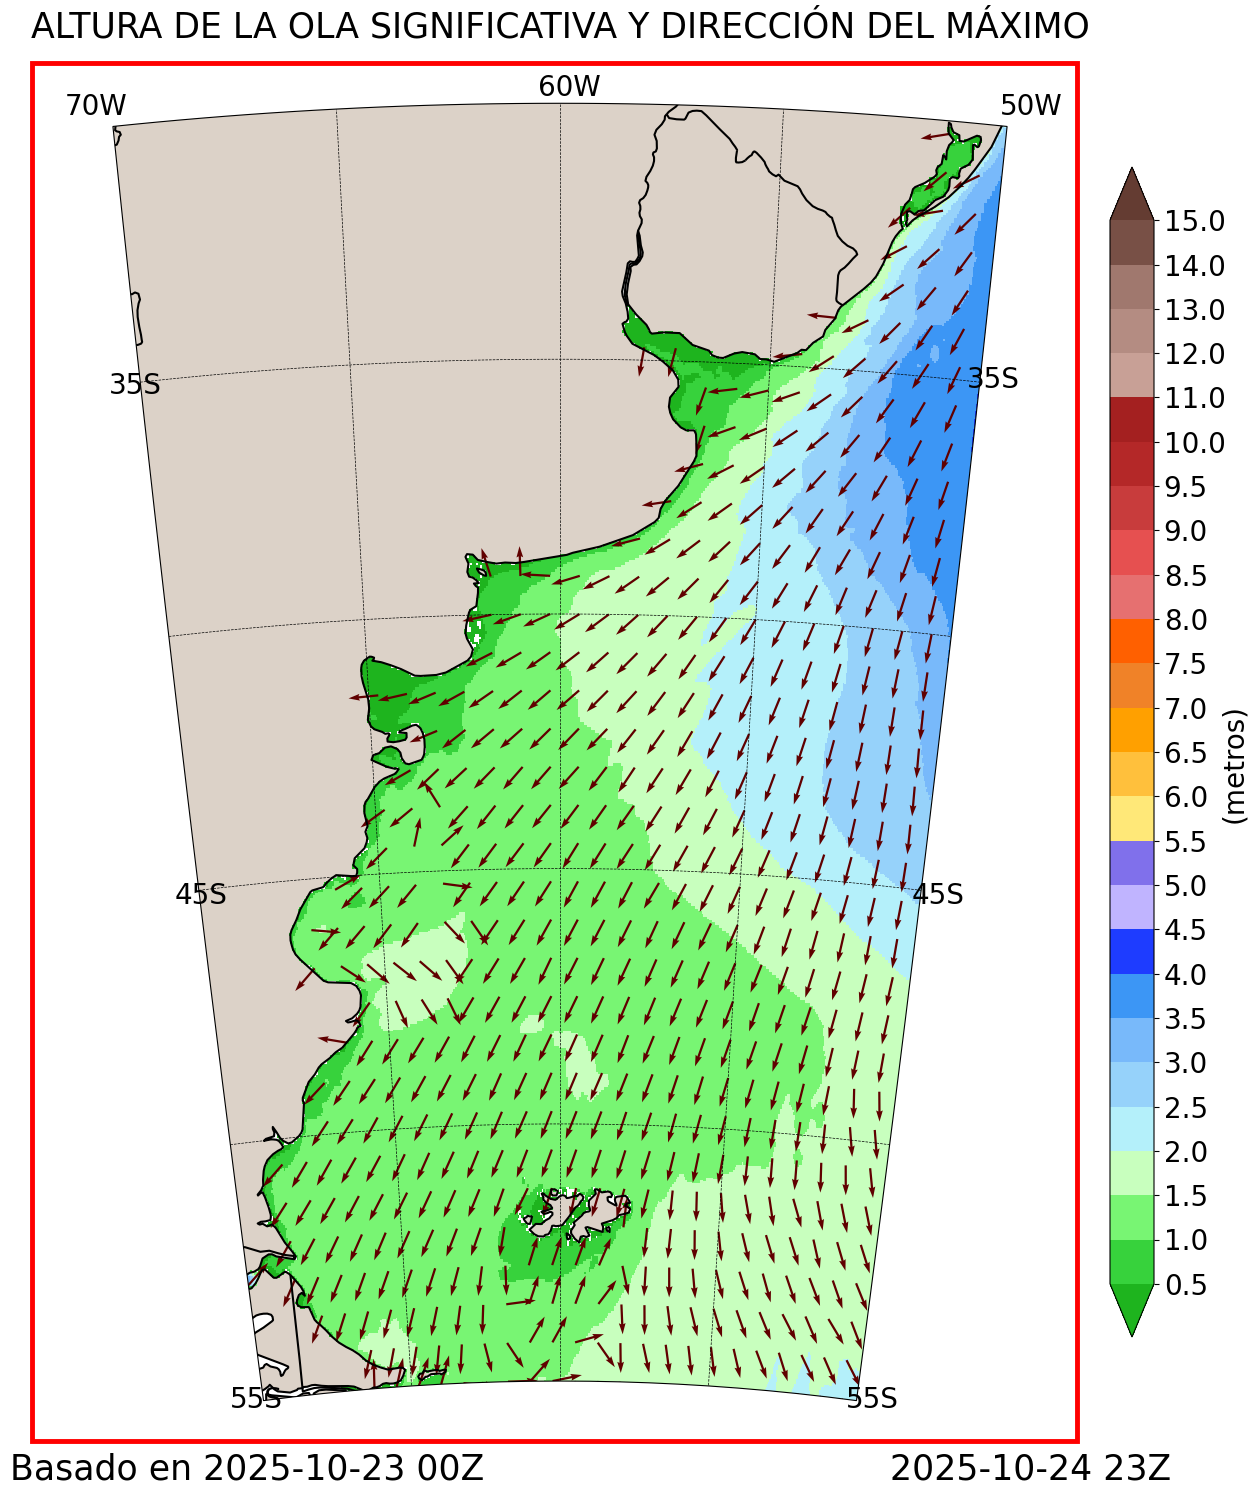 ALTURA DE LA OLA SIGNIFICATIVA Y DIRECCIÓN DEL MÁXIMO
70W
60W
50W
35S
35S
45S
45S
55S
55S
15.0
14.0
13.0
12.0
11.0
10.0
9.5
9.0
8.5
8.0
7.5
7.0
6.5
6.0
5.5
5.0
4.5
4.0
3.5
3.0
2.5
2.0
1.5
1.0
0.5
(metros)
Basado en 2025-10-23 00Z
2025-10-24 23Z